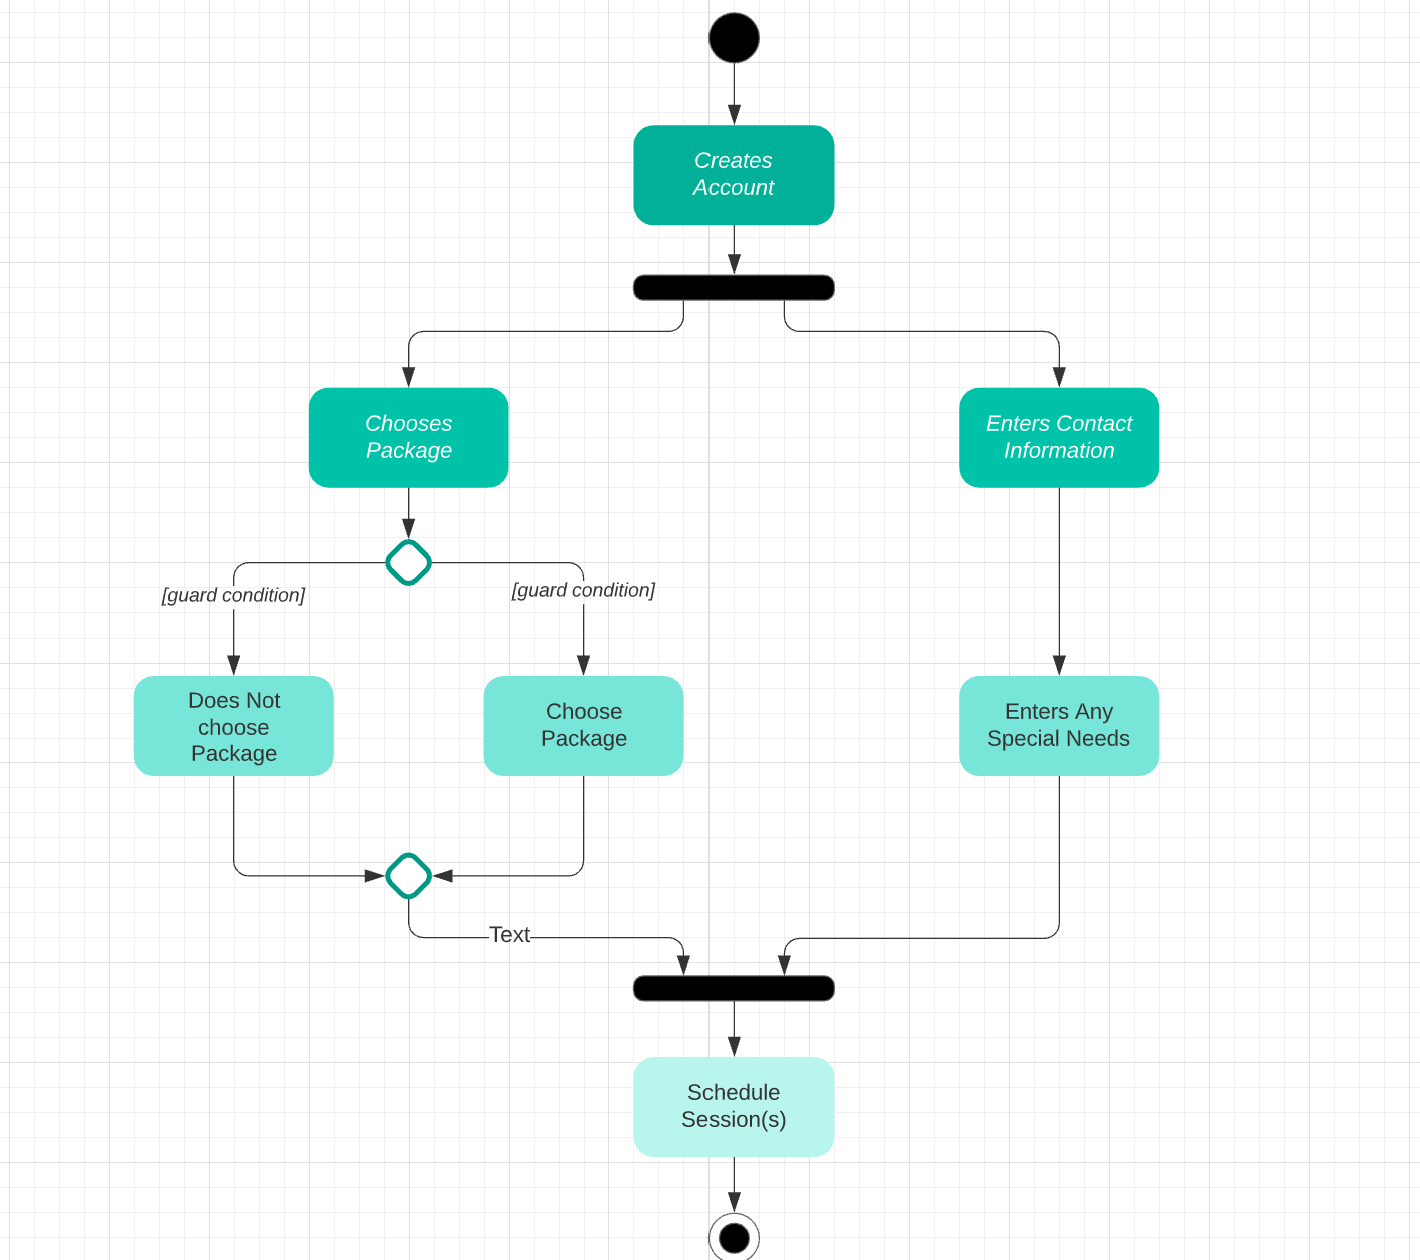 Creates
Account
Chooses
Package
Enters Contact
Information
[guard condition]
[guard condition]
Does Not
choose
Package
Choose
Package
Enters Any
Special Needs
Text
Schedule
Session(s)